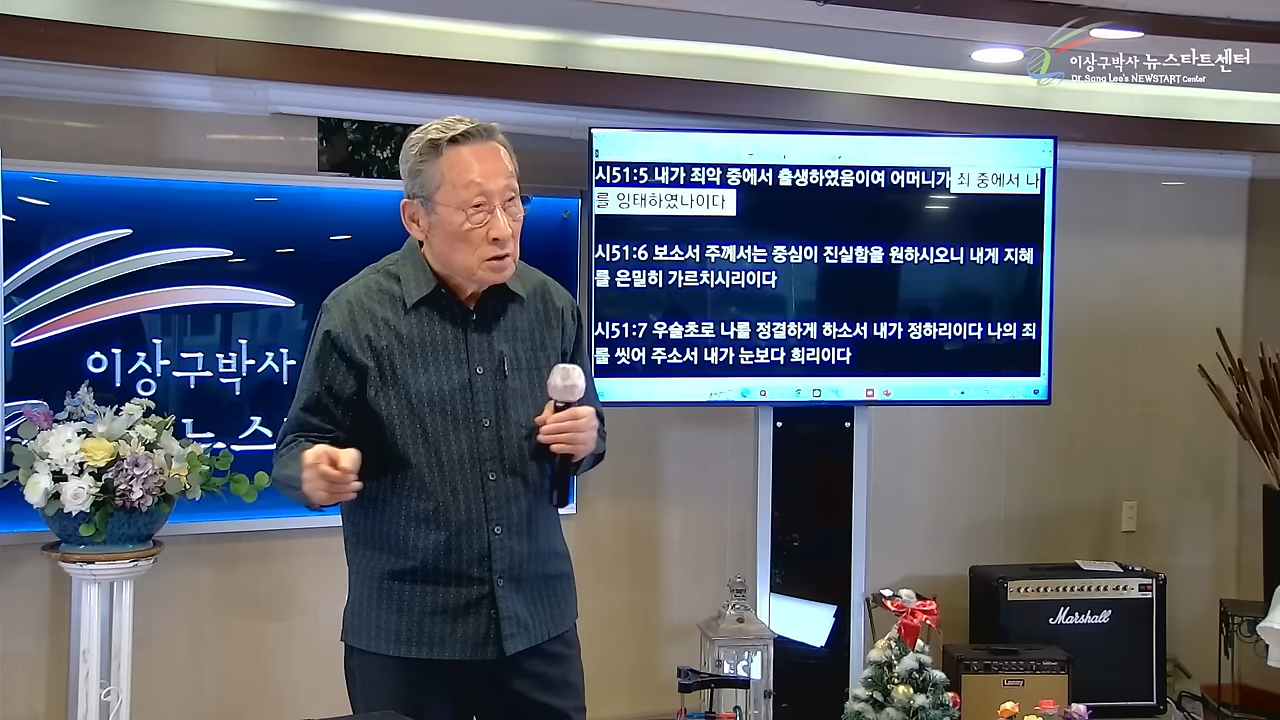 이상구박사 뉴스타트센터
Dr. Sang Lee's NEWSTART Center
시51:5 내가 죄악 중에서 출생하였음이여 어머니가 죄 중에서 나
를 잉태하였나이다
시51:6 보소서 주께서는 중심이 진실함을 원하시오니 내게 지혜
를 은밀히 가르치시리이다
시51:7 우슬초로 나를 정결하게 하소서 내가 정하리이다 나의 죄
를 씻어 주소서 내가 눈보다 희리이다
이상구박사
뉴스
Marshall
Laney